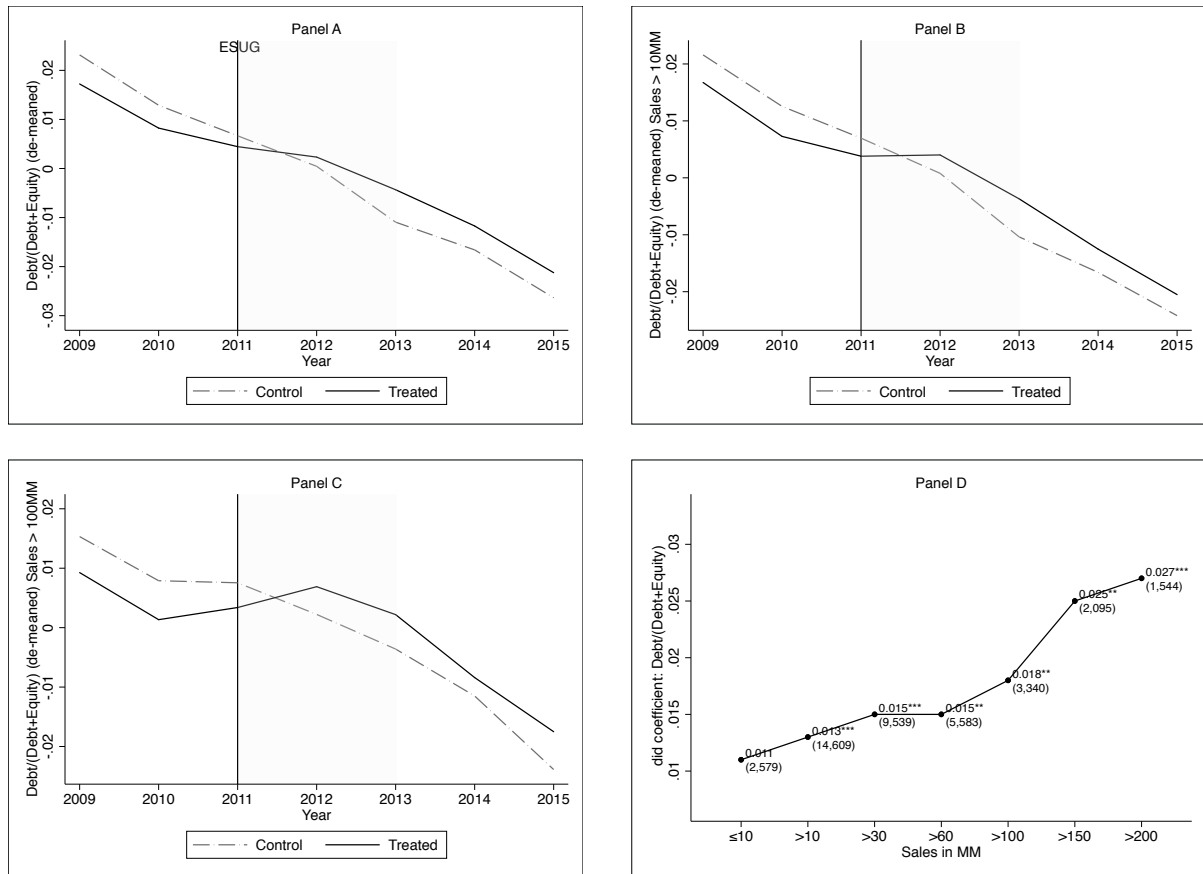 Panel A
ESUG
Debt/(Debt+Equity) (de-meaned)
.02
.01
0
-.01
-.02
-.03
2009 2010 2011 2012 2013 2014 2015
Year
Control Treated
Panel B
Debt/(Debt+Equity) (de-meaned) Sales > 10MM
.02
.01
0
-.01
-.02
2009 2010 2011 2012 2013 2014 2015
Year
Control Treated
Panel C
Debt/(Debt+Equity) (de-meaned) Sales > 100MM
.02
.01
0
-.01
-.02
2009 2010 2011 2012 2013 2014 2015
Year
Control Treated
Panel D
did coefficient: Debt/(Debt+Equity)
.03
.025
.02
.015
.01
0.011
(2,579)
0.013***
(14,609)
0.015***
(9,539)
0.015**
(5,583)
0.018**
(3,340)
0.025**
(2,095)
0.027***
(1,544)
≤10 >10 >30 >60 >100 >150 >200
Sales in MM